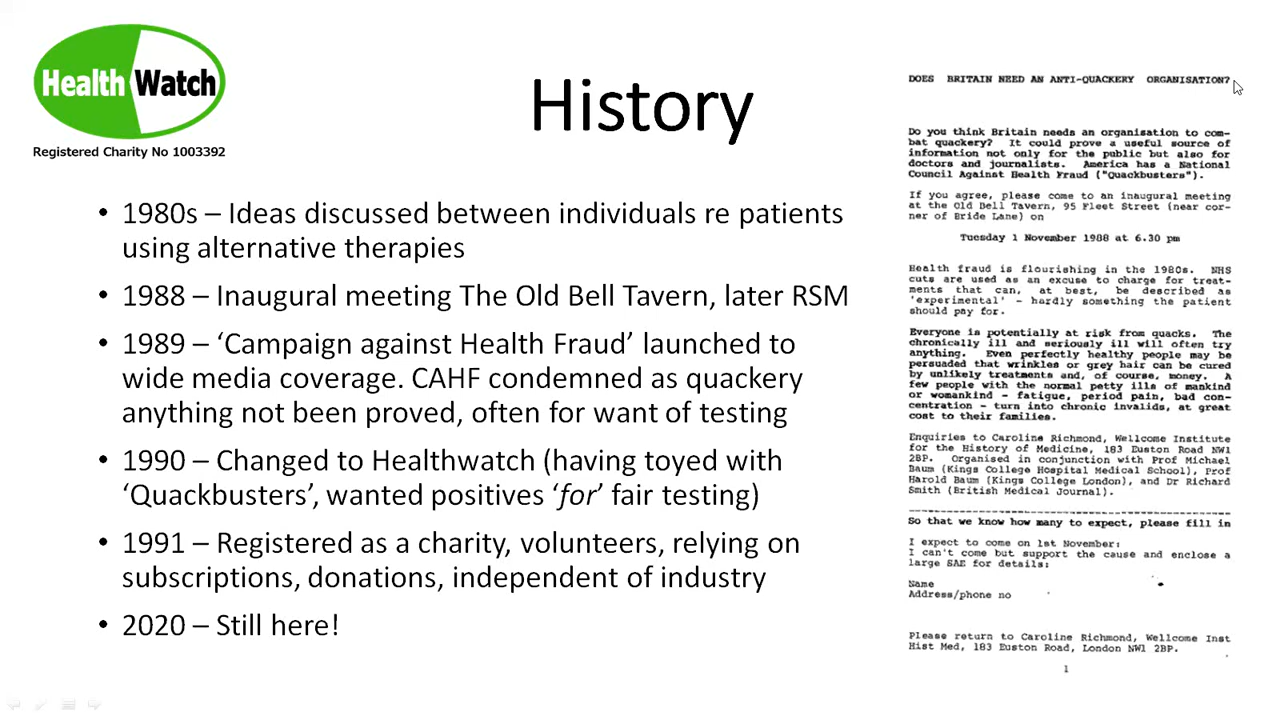 Health Watch
Registered Charity No 1003392
History
• 1980s – Ideas discussed between individuals re patients
using alternative therapies
• 1988 – Inaugural meeting The Old Bell Tavern, later RSM
• 1989 – ‘Campaign against Health Fraud’ launched to
wide media coverage. CAHF condemned as quackery
anything not been proved, often for want of testing
• 1990 – Changed to Healthwatch (having toyed with
‘Quackbusters’, wanted positives ‘for’ fair testing)
• 1991 – Registered as a charity, volunteers, relying on
subscriptions, donations, independent of industry
• 2020 – Still here!
DOES BRITAIN NEED AN ANTI-QUACKERY ORGANISATION?
Do you think Britain needs an organisation to com-
bat quackery? It could prove a useful source of
information not only for the public but also for
doctors and journalists. America has a National
Council Against Health Fraud ("Quackbusters").
If you agree, please come to an inaugural meeting
at the Old Bell Tavern, 95 Fleet Street (near cor-
ner of Bride Lane) on
Tuesday 1 November 1988 at 6.30 pm
Health fraud is flourishing in the 1980s. NHS
cuts are used as an excuse to charge for treat-
ments that can, at best, be described as
'experimental' - hardly something the patient
should pay for.
Everyone is potentially at risk from quacks. The
chronically ill and seriously ill will often try
anything. Even perfectly healthy people may be
persuaded that wrinkles or grey hair can be cured
by unlikely treatments and, of course, money. A
few people with the normal petty ills of mankind
or womankind - fatigue, period pain, bad con-
centration - turn into chronic invalids, at great
cost to their families.
Enquiries to Caroline Richmond, Wellcome Institute
for the History of Medicine, 183 Euston Road NW1
2BP. Organised in conjunction with Prof Michael
Baum (Kings College Hospital Medical School), Prof
Harold Baum (Kings College London), and Dr Richard
Smith (British Medical Journal).
So that we know how many to expect, please fill in
I expect to come on 1st November:
I can't come but support the cause and enclose a
large SAE for details:
Name
Address/phone no
Please return to Caroline Richmond, Wellcome Inst
Hist Med, 183 Euston Road, London NW1 2BP.
1